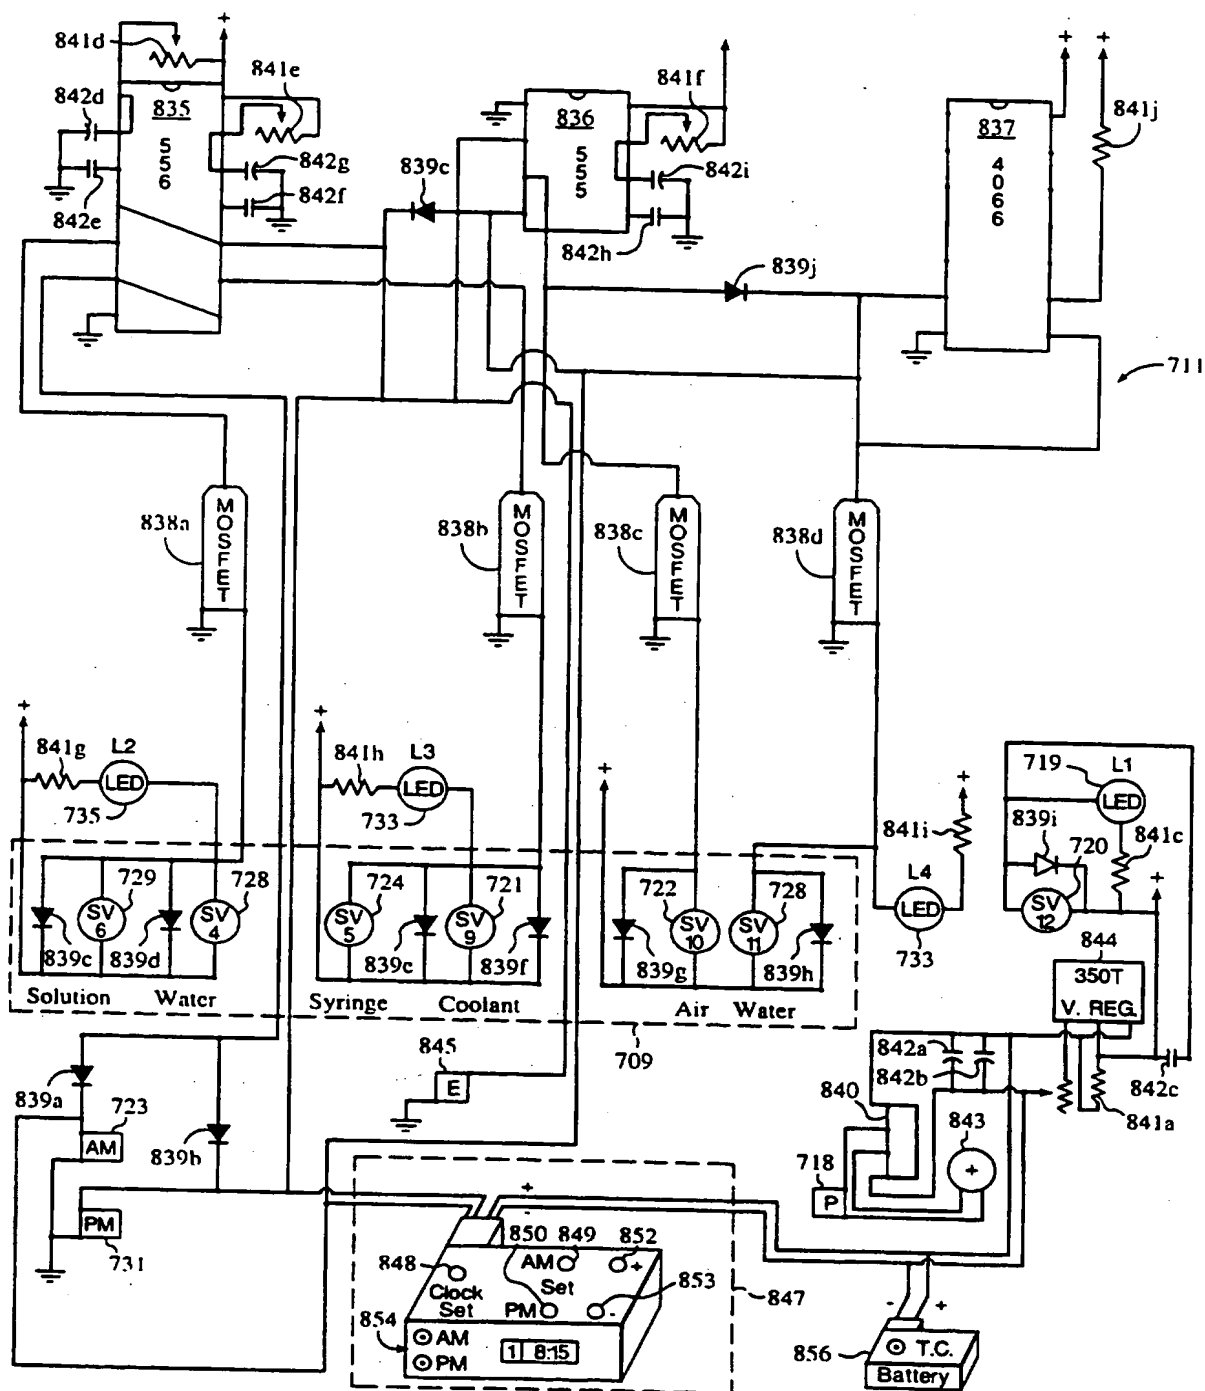 +
+ +
841d
841e
841f
842d
835
836
837
841j
556
555
4066
839c
842g
842i
842e
842f
842h
839j
711
MOSFET
MOSFET
MOSFET
MOSFET
838a
838b
838c
838d
+
+
+
+
841g
L2
LED
735
841h
L3
LED
733
719
L1
LED
839i
720
841c
+
841i
L4
LED
733
SV 12
729
728
SV 6
SV 4
839c
839d
724
721
SV 5
SV 9
839c
839f
722
728
SV 10
SV 11
839g
839h
844
350T
V. REG.
Solution
Water
Syringe
Coolant
Air
Water
709
845
E
842a
842b
842c
841a
839a
723
AM
839h
PM
731
840
843
+
718
P
+
850
849
852
848
AM
+
Clock Set
Set
PM
-
853
847
854
AM
PM
1 8:15
-
+
856
T.C.
Battery